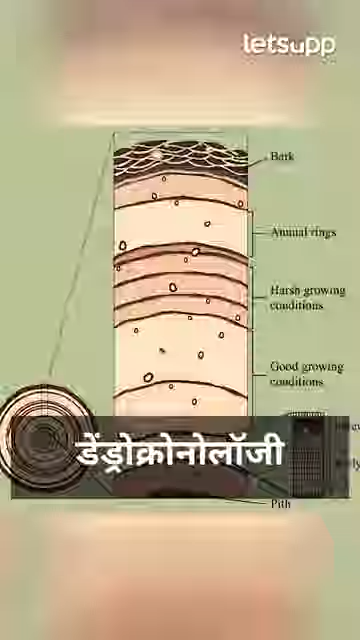 letsupp
Bark
Annual rings
Harsh growing
conditions
Good growing
conditions
डेंड्रोक्रोनोलॉजी
Pith